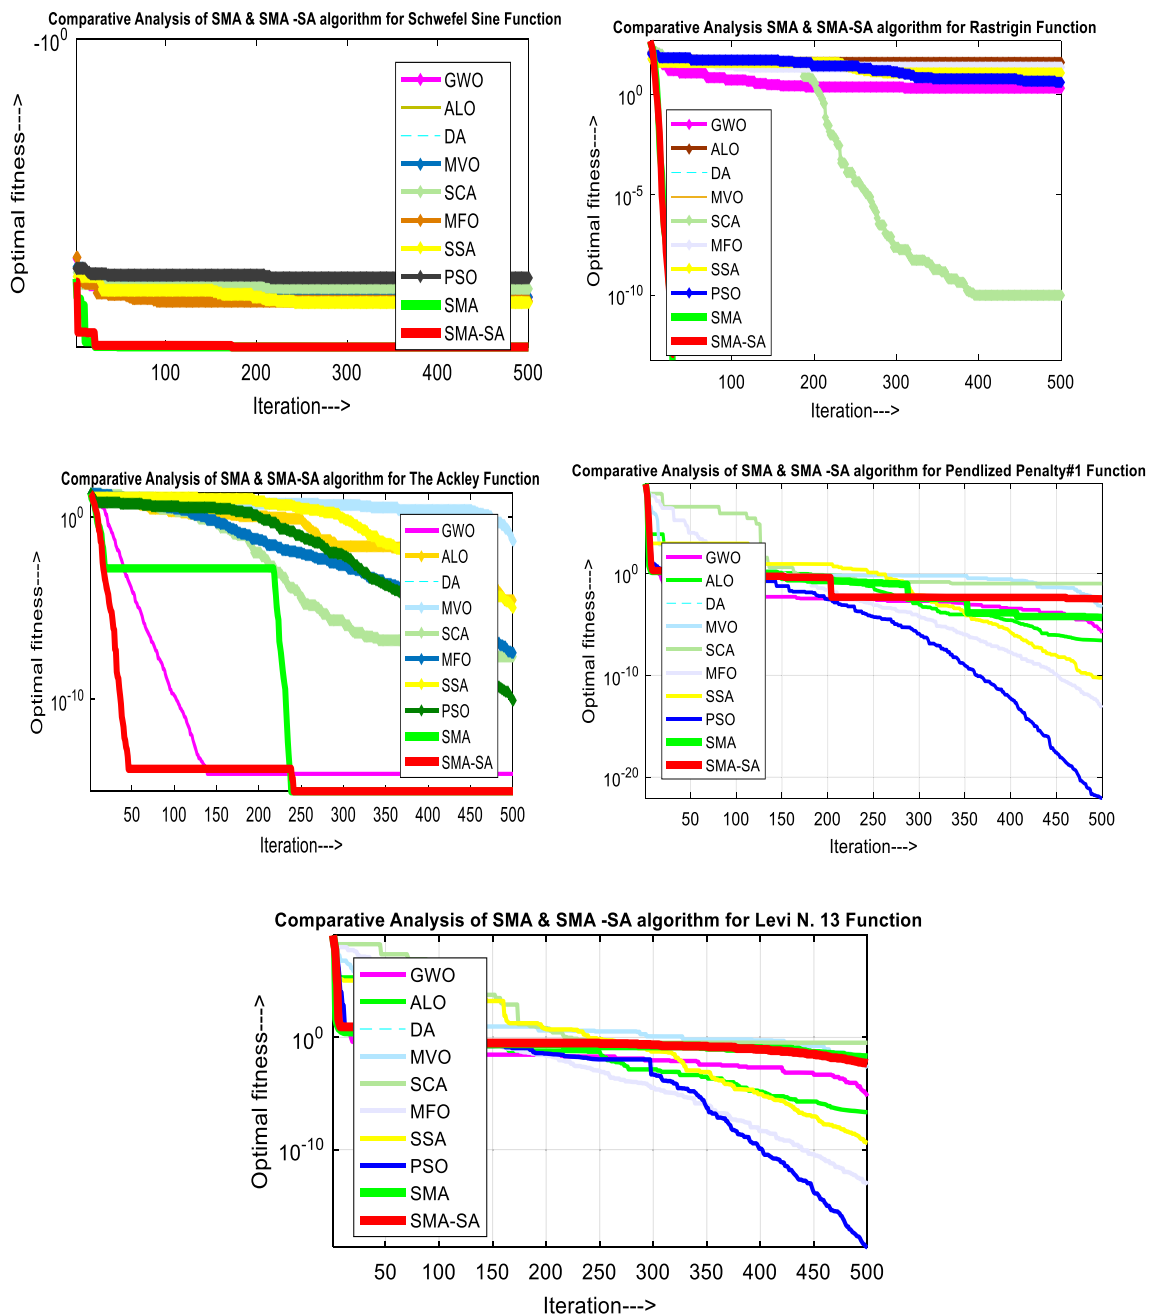 Comparative Analysis of SMA & SMA -SA algorithm for Schwefel Sine Function
-10^0
Optimal fitness---->
GWO
ALO
DA
MVO
SCA
MFO
SSA
PSO
SMA
SMA-SA
100 200 300 400 500
Iteration--->
Comparative Analysis SMA & SMA-SA algorithm for Rastrigin Function
10^0
10^-5
10^-10
Optimal fitness---->
GWO
ALO
DA
MVO
SCA
MFO
SSA
PSO
SMA
SMA-SA
100 200 300 400 500
Iteration--->
Comparative Analysis of SMA & SMA-SA algorithm for The Ackley Function
10^0
10^-10
Optimal fitness---->
GWO
ALO
DA
MVO
SCA
MFO
SSA
PSO
SMA
SMA-SA
50 100 150 200 250 300 350 400 450 500
Iteration--->
Comparative Analysis of SMA & SMA -SA algorithm for Pendlized Penalty#1 Function
10^0
10^-10
10^-20
Optimal fitness---->
GWO
ALO
DA
MVO
SCA
MFO
SSA
PSO
SMA
SMA-SA
50 100 150 200 250 300 350 400 450 500
Iteration--->
Comparative Analysis of SMA & SMA -SA algorithm for Levi N. 13 Function
10^0
10^-10
Optimal fitness---->
GWO
ALO
DA
MVO
SCA
MFO
SSA
PSO
SMA
SMA-SA
50 100 150 200 250 300 350 400 450 500
Iteration--->